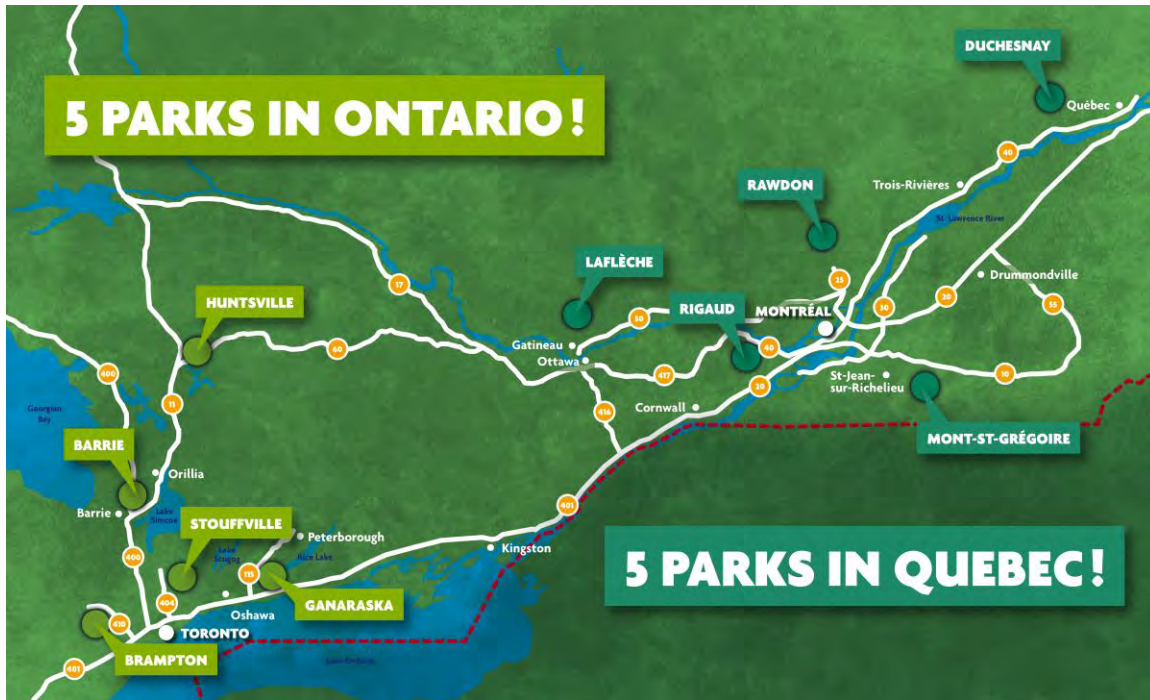 DUCHESNAY
Québec
5 PARKS IN ONTARIO!
40
RAWDON
Trois-Rivières
St-Lawrence River
LAFLÈCHE
25
Drummondville
17
HUNTSVILLE
RIGAUD
MONTRÉAL
30
20
55
50
Gatineau
Ottawa
60
40
417
400
11
20
St-Jean-
sur-Richelieu
10
Georgian
Bay
416
Cornwall
BARRIE
MONT-ST-GRÉGOIRE
Orillia
Barrie
Lake
Simcoe
401
STOUFFVILLE
Peterborough
Lake
Rice Lake
Kingston
400
115
5 PARKS IN QUEBEC!
404
Oshawa
GANARASKA
410
TORONTO
BRAMPTON
401
Lake Ontario